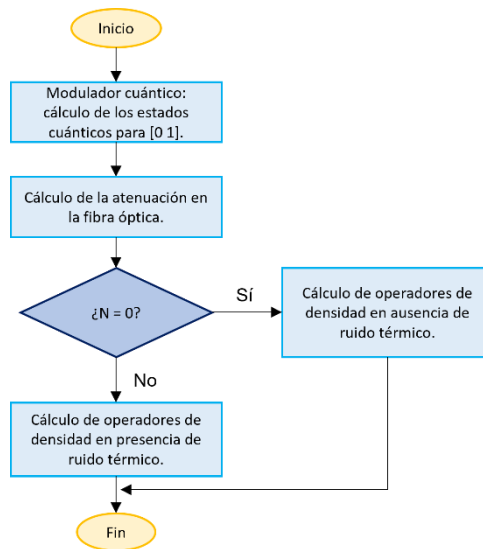 Inicio
Modulador cuántico:
cálculo de los estados
cuánticos para [0 1].
Cálculo de la atenuación en
la fibra óptica.
¿N = 0?
Sí
Cálculo de operadores de
densidad en ausencia de
ruido térmico.
No
Cálculo de operadores de
densidad en presencia de
ruido térmico.
Fin